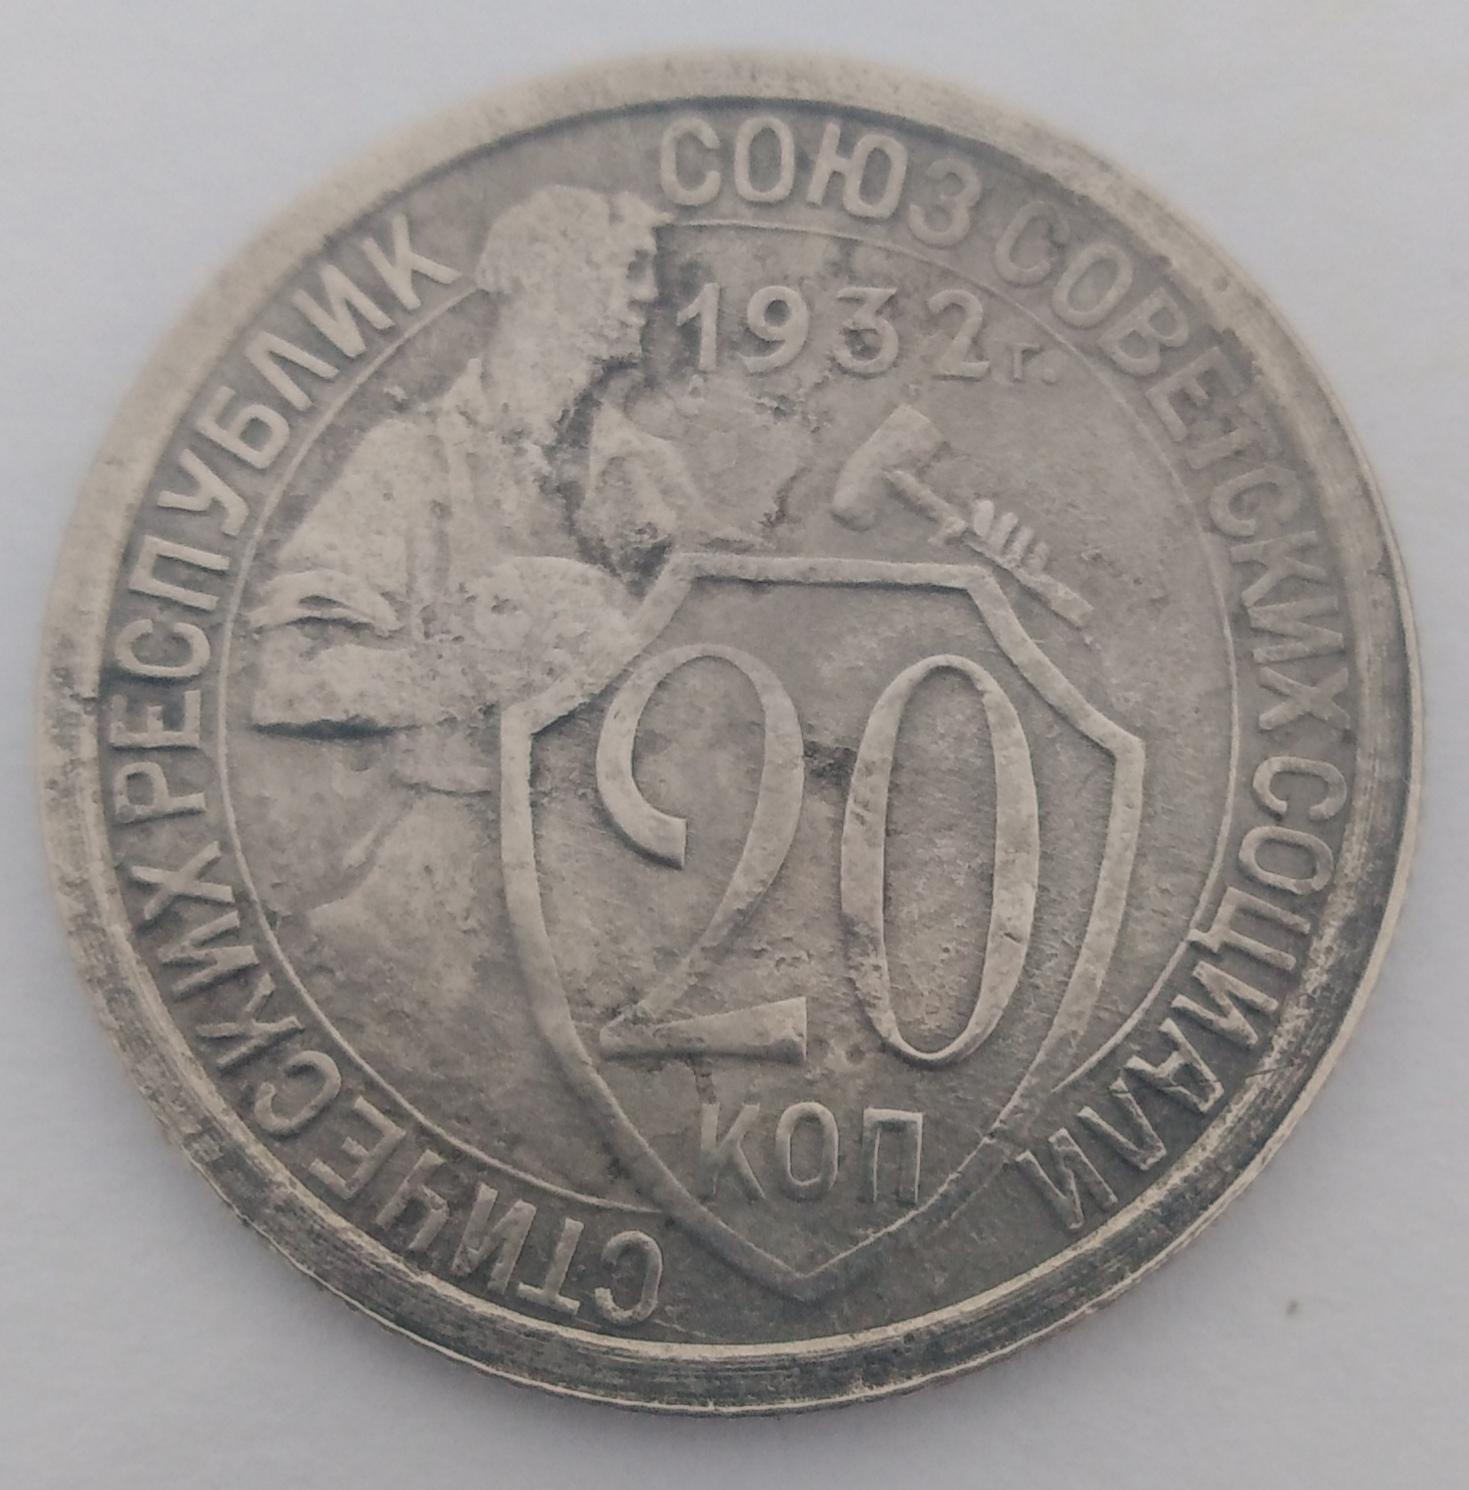 СОЮЗ СОВЕТСКИХ СОЦИАЛИСТИЧЕСКИХ РЕСПУБЛИК
1932 г.
20
КОП